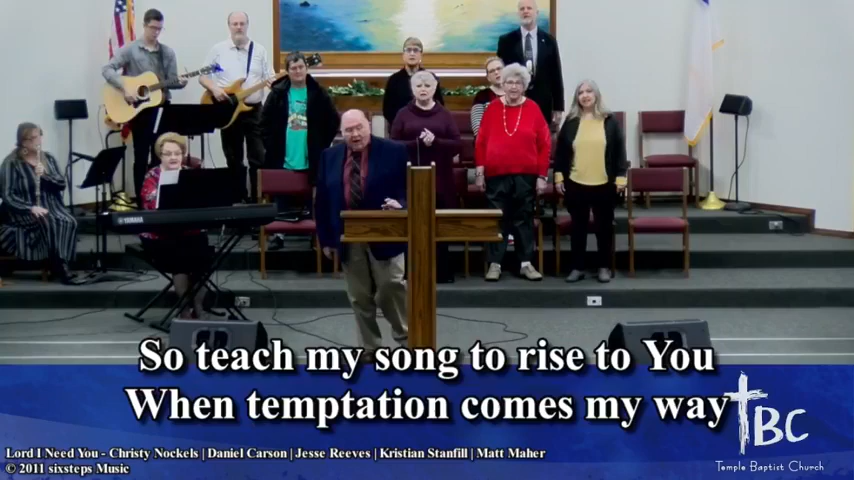 YAMAHA
So teach my song to rise to You
When temptation comes my way
TBC
Temple Baptist Church
Lord I Need You - Christy Nockels | Daniel Carson | Jesse Reeves | Kristian Stanfill | Matt Maher
© 2011 sixsteps Music